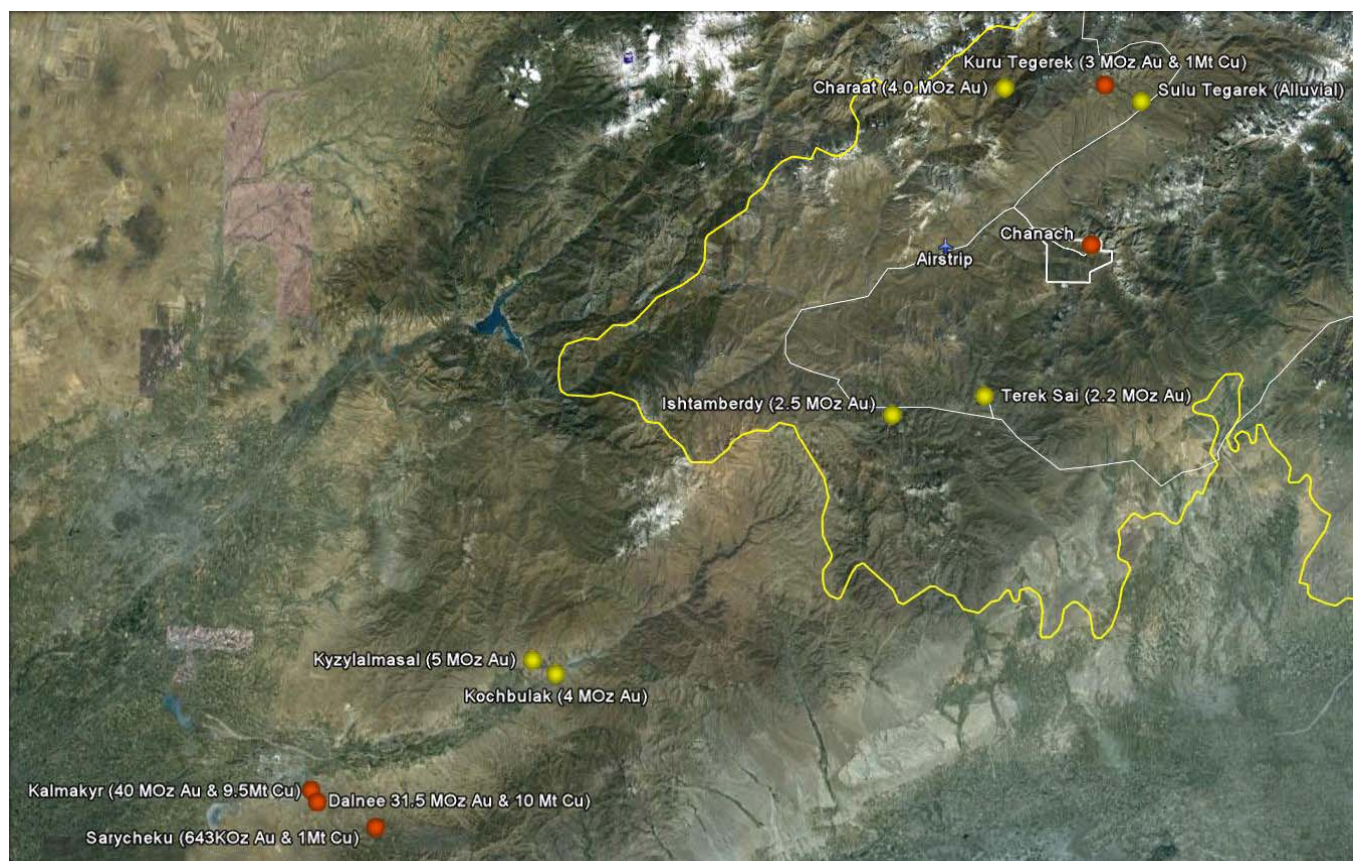 Kuru Tegerek (3 MOz Au & 1Mt Cu)
Charaat (4.0 MOz Au)
Sulu Tegarek (Alluvial)
Chanach
Airstrip
Terek Sai (2.2 MOz Au)
Ishtamberdy (2.5 MOz Au)
Kyzylalmasal (5 MOz Au)
Kochbulak (4 MOz Au)
Kalmakyr (40 MOz Au & 9.5Mt Cu)
Dalnee 31.5 MOz Au & 10 Mt Cu)
Sarycheku (643KOz Au & 1Mt Cu)